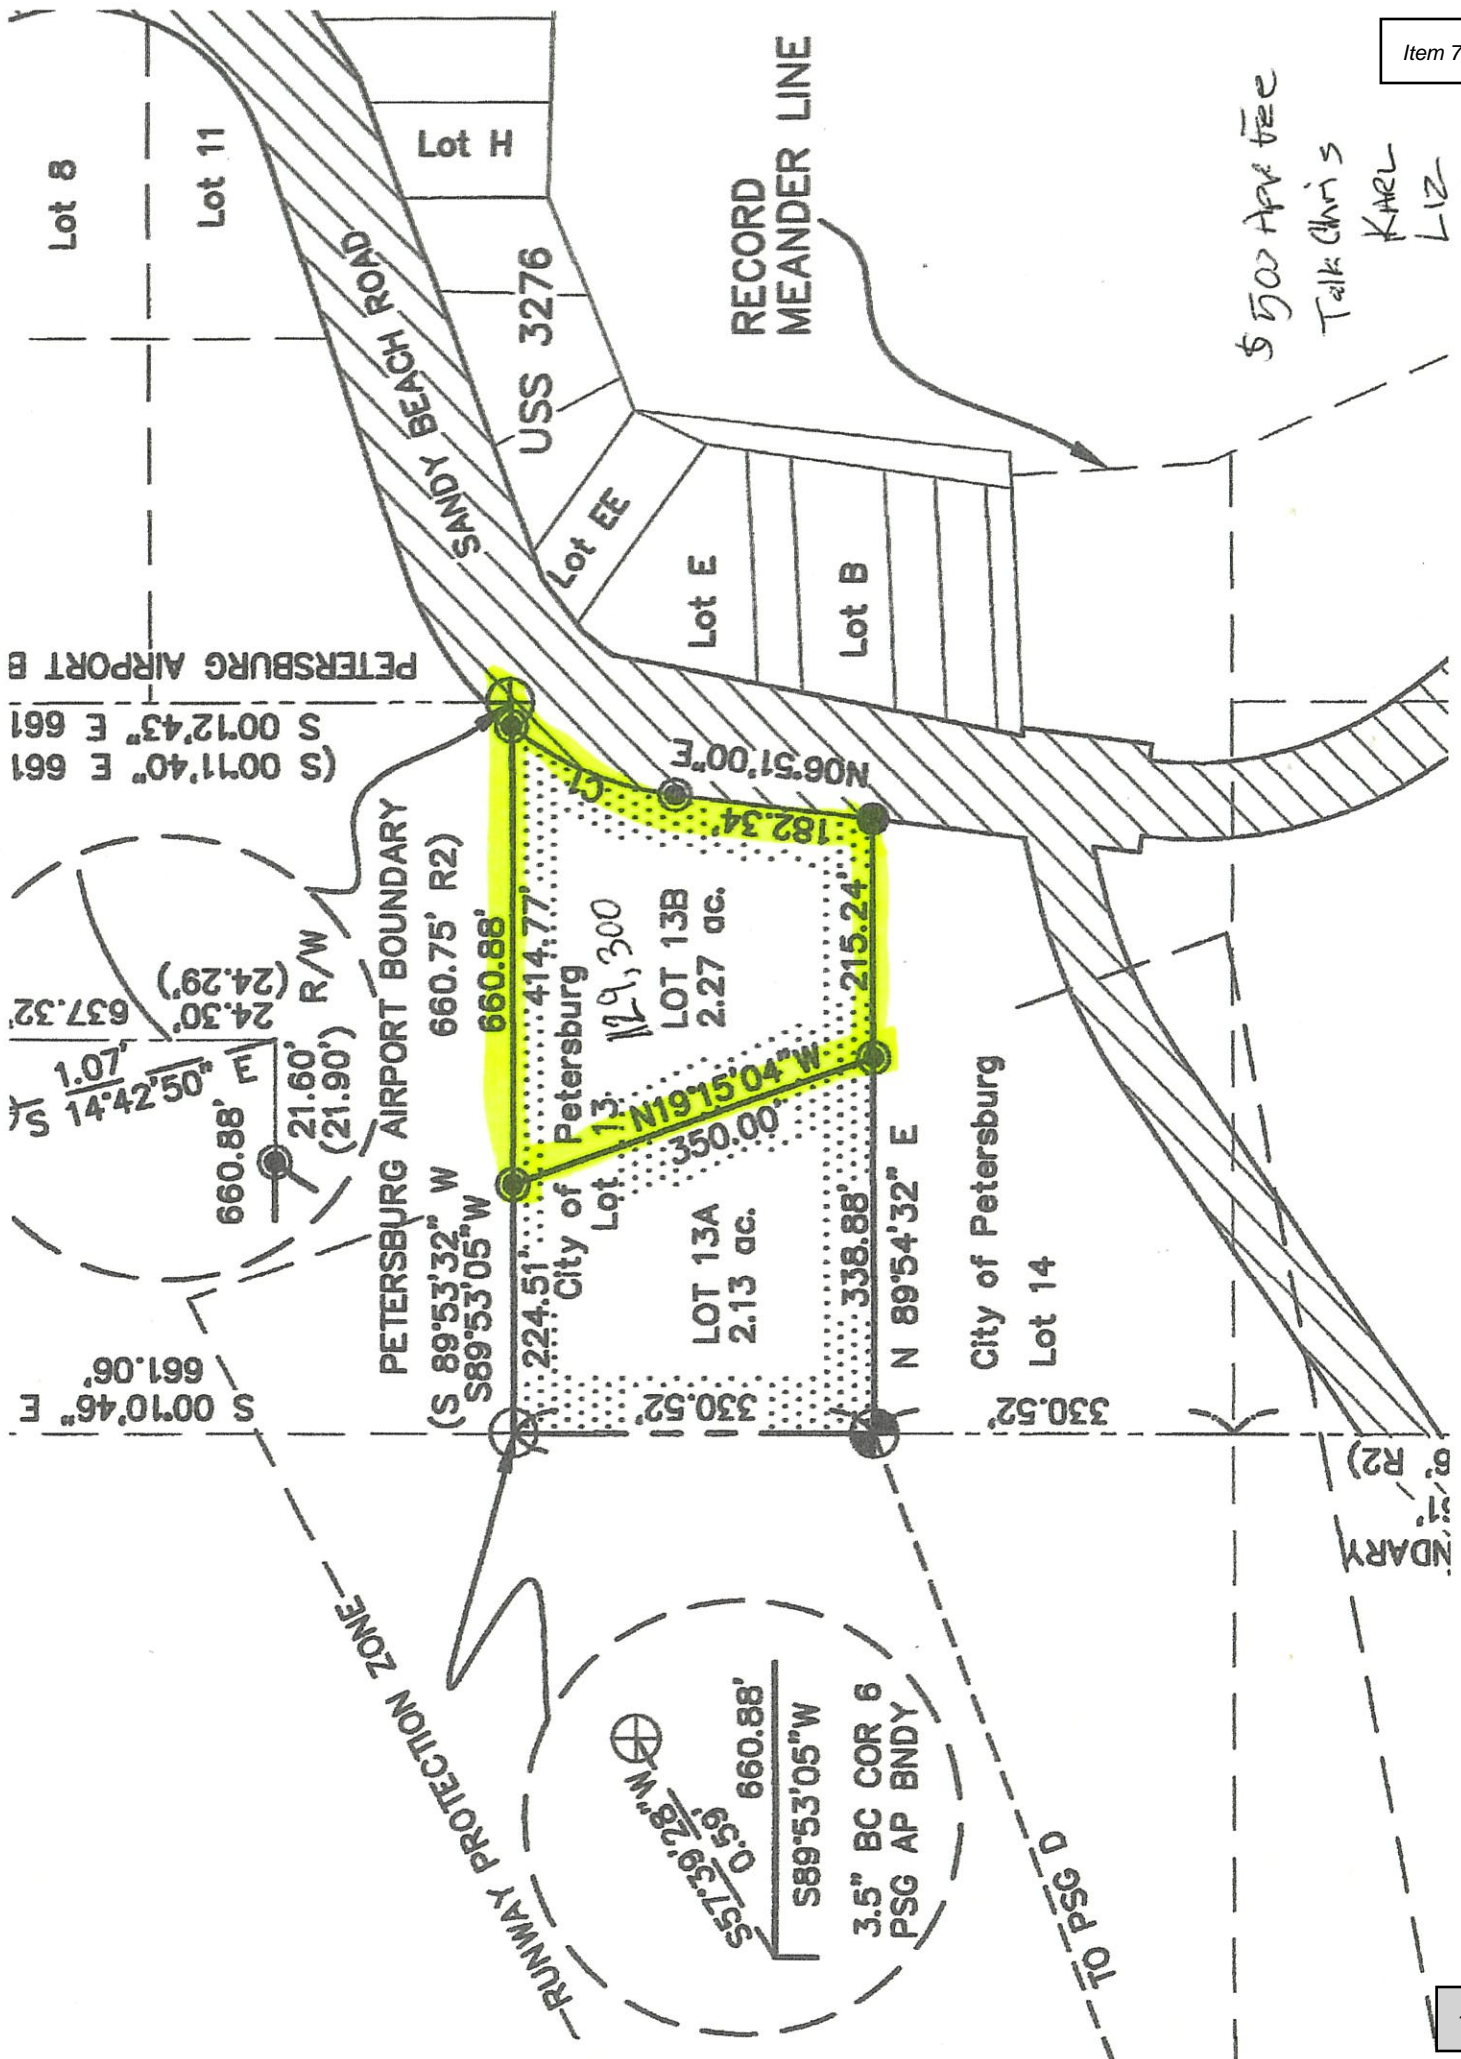 Item 7
Lot 8
Lot 11
Lot H
SANDY BEACH ROAD
USS 3276
RECORD
MEANDER LINE
Lot EE
Lot E
Lot B
PETERSBURG AIRPORT B
S 00°12'43" E 661
(S 00°11'40" E 661
637.32'
24.30'
(24.29')
S 14°42'50" E
1.07'
660.88'
21.60'
(21.90')
R/W
PETERSBURG AIRPORT BOUNDARY
(S 89°53'32" W 660.75' R2)
S89°53'05"W 660.88'
S 00°10'46" E
661.06'
224.51'
414.77'
City of Petersburg
Lot 13
129,300
LOT 13B
2.27 ac.
C1
N06°51'00"E
182.34'
215.24'
N19°15'04"W
350.00'
LOT 13A
2.13 ac.
330.52'
338.88'
N 89°54'32" E
City of Petersburg
Lot 14
330.52'
R2)
NDARY
RUNWAY PROTECTION ZONE
S57°39'28"W
0.59'
660.88'
S89°53'05"W
3.5" BC COR 6
PSG AP BNDY
TO PSG D
$500 App fee
Talk Chris
KARL
LIZ